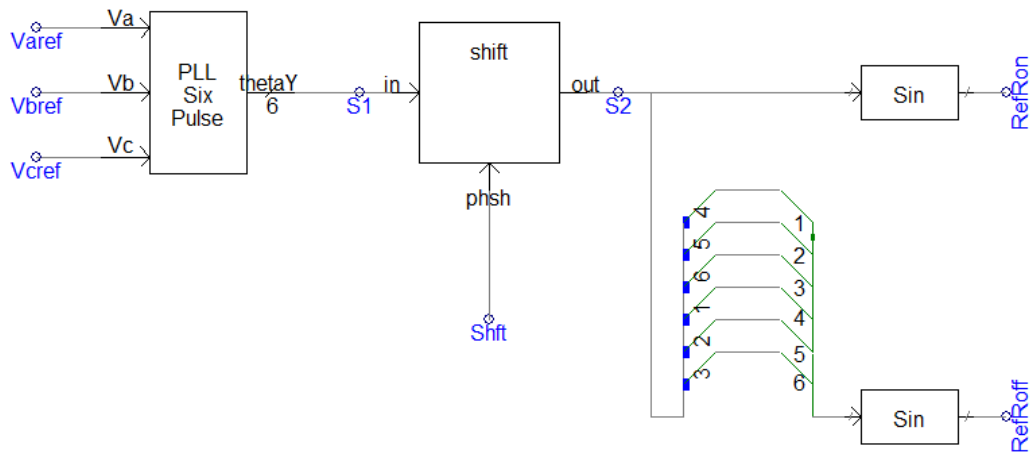 Va
Varef
Vb
Vbref
Vc
Vcref
PLL
Six
Pulse
thetaY
6
S1
in
shift
out
S2
phsh
Shft
Sin
RefRon
4
1
5
2
6
3
1
4
2
5
3
6
Sin
RefRoff